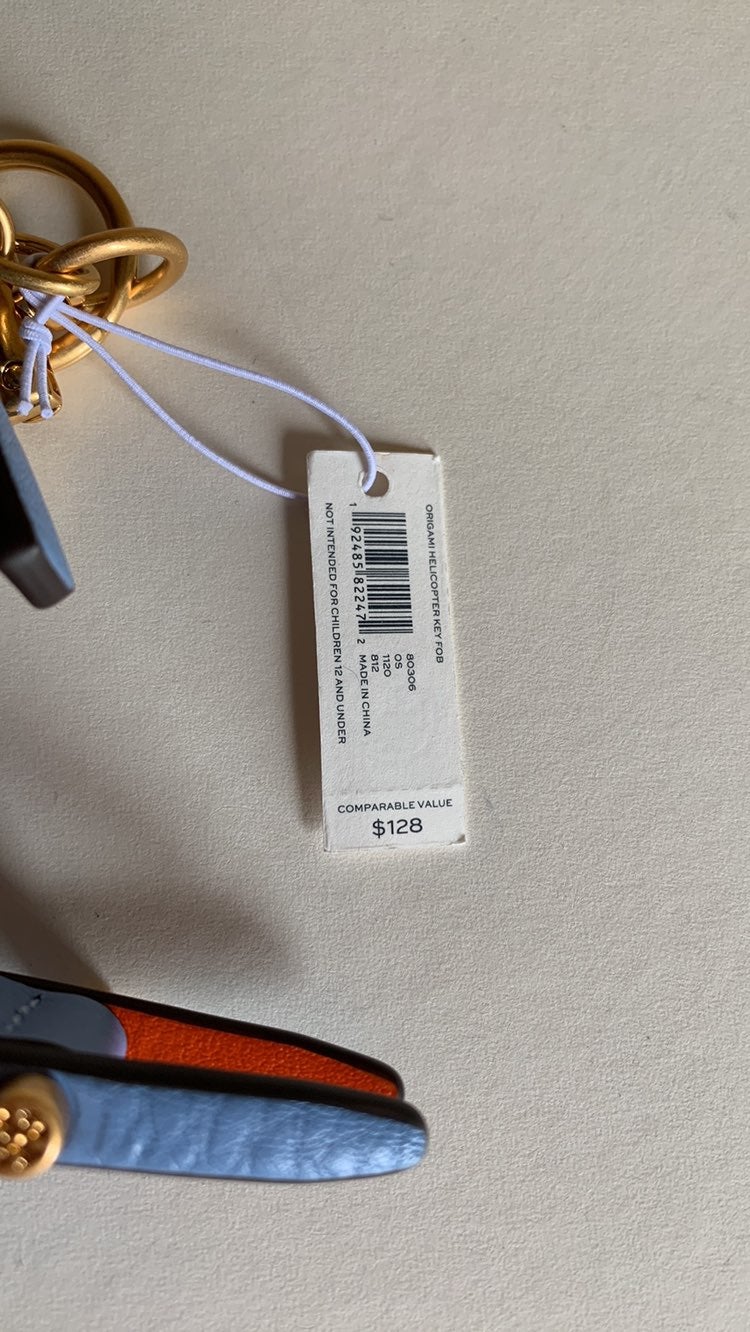 ORIGAMI HELICOPTER KEY FOB
80306
OS
1120
812
1 92485 82247 2
MADE IN CHINA
NOT INTENDED FOR CHILDREN 12 AND UNDER
COMPARABLE VALUE
$128